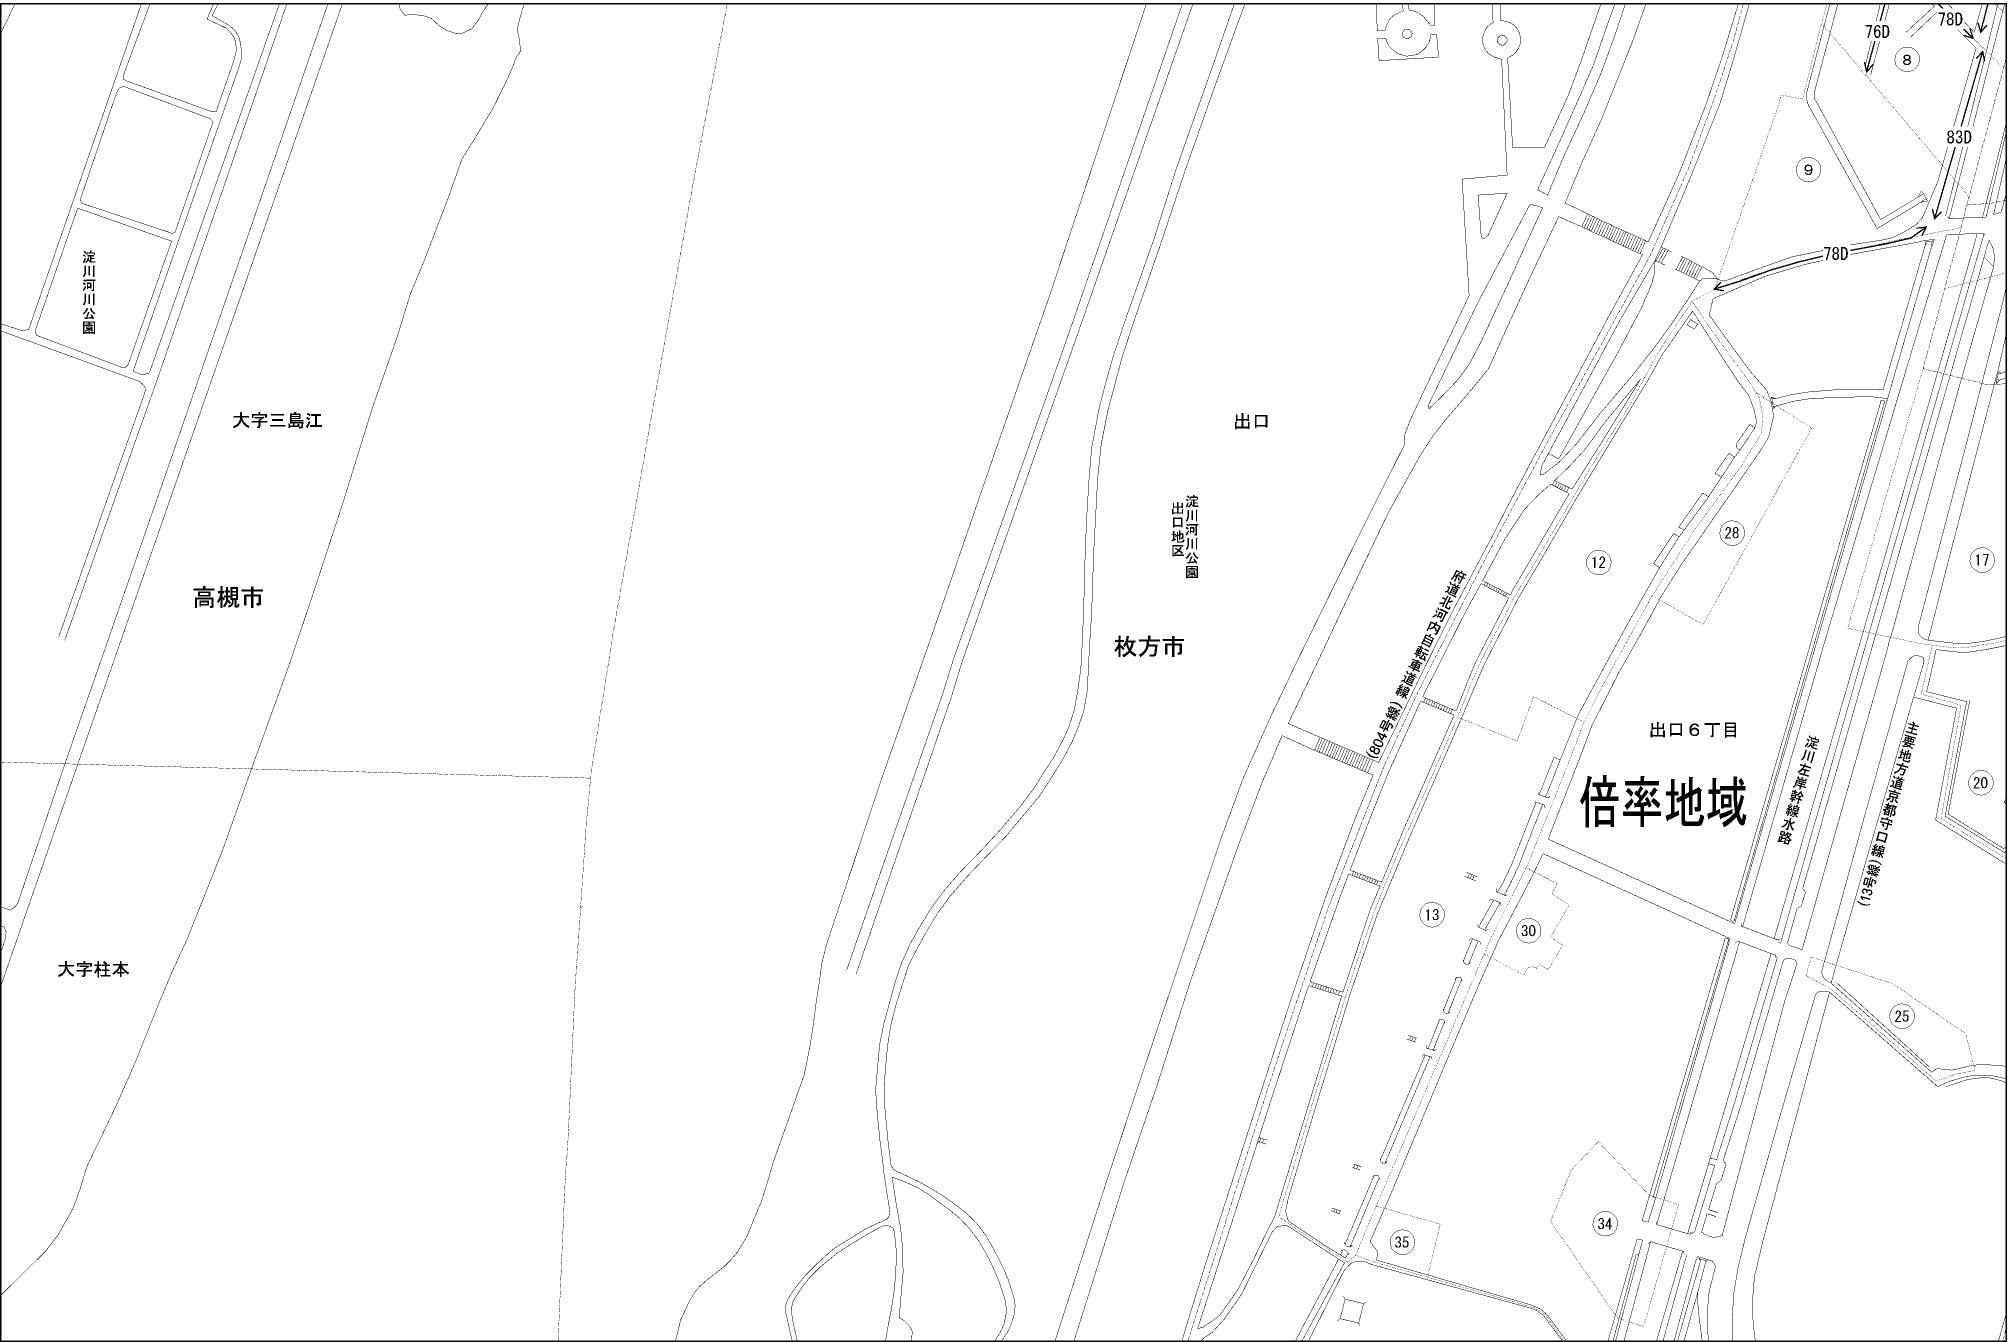 78D
76D
8
83D
9
78D
淀川河川公園
大字三島江
出口
淀川河川公園
出口地区
28
12
17
高槻市
府道北河内自転車道線
(804号線)
枚方市
出口6丁目
主要地方道京都守口線
(13号線)
淀川左岸幹線水路
20
倍率地域
13
30
大字柱本
25
34
35